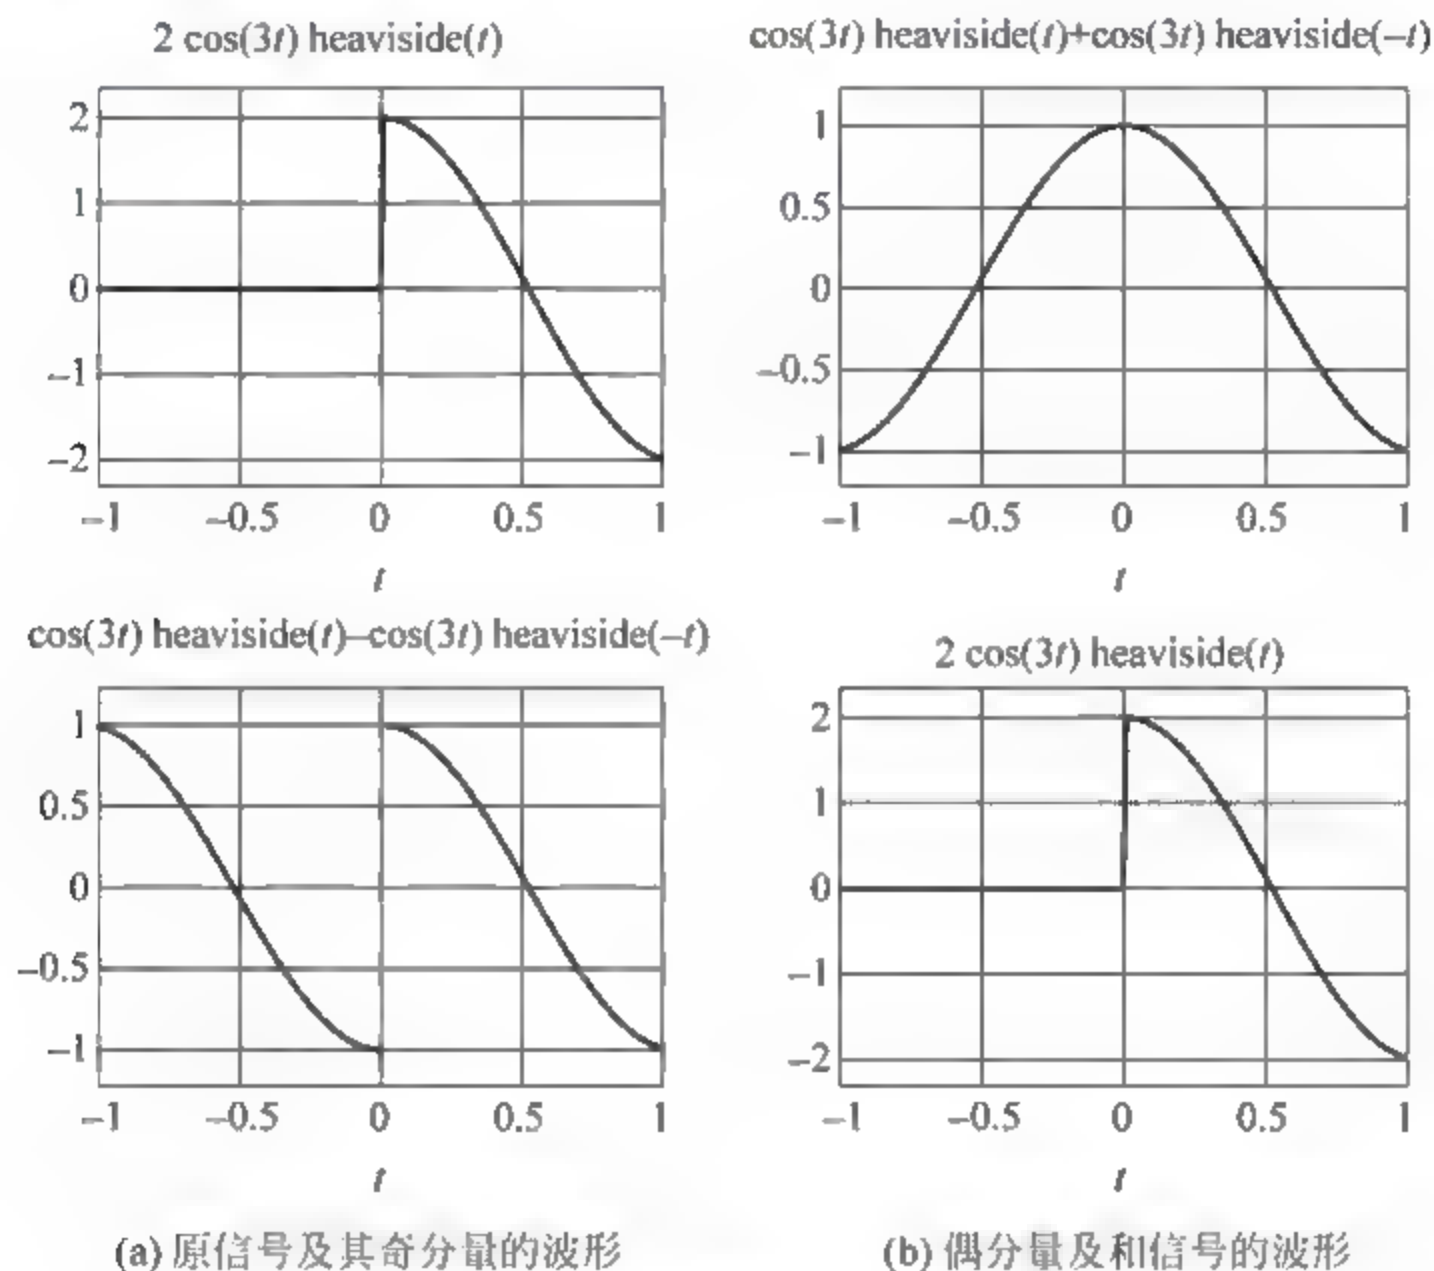 2 cos(3t) heaviside(t)
2
1
0
–1
–2
–1 –0.5 0 0.5 1
t
cos(3t) heaviside(t)+cos(3t) heaviside(–t)
1
0.5
0
–0.5
–1
–1 –0.5 0 0.5 1
t
cos(3t) heaviside(t)–cos(3t) heaviside(–t)
1
0.5
0
–0.5
–1
–1 –0.5 0 0.5 1
t
2 cos(3t) heaviside(t)
2
1
0
–1
–2
–1 –0.5 0 0.5 1
t
(a) 原信号及其奇分量的波形
(b) 偶分量及和信号的波形